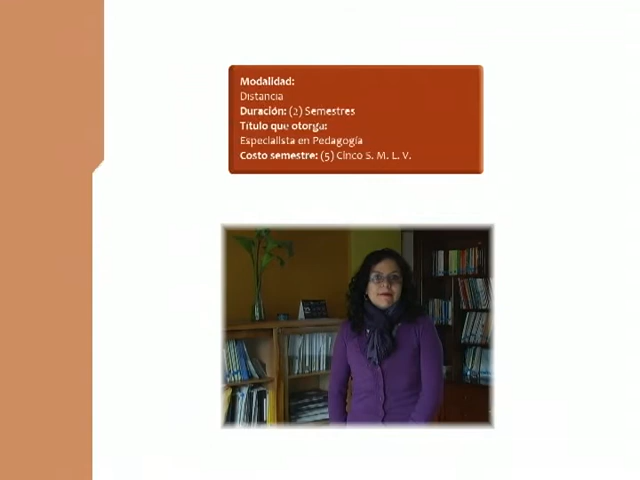 Modalidad:
Distancia
Duración: (2) Semestres
Título que otorga:
Especialista en Pedagogía
Costo semestre: (5) Cinco S. M. L. V.